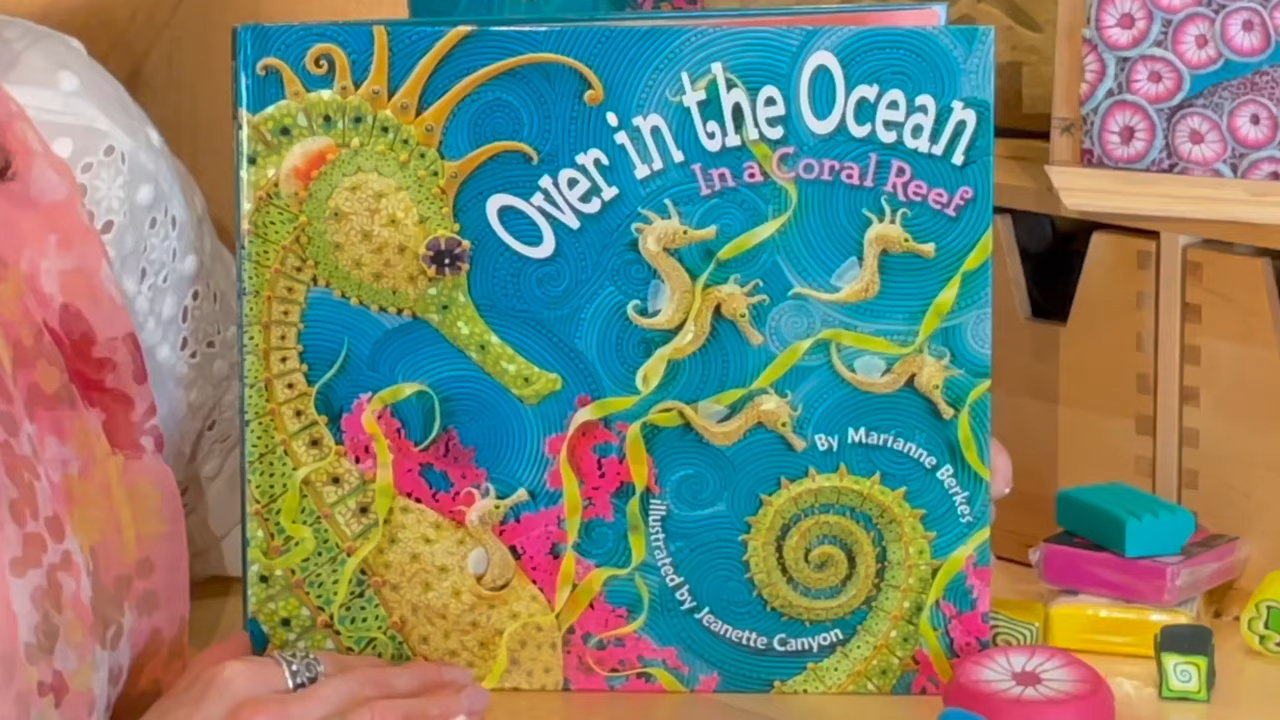 Over in the Ocean
In a Coral Reef
By Marianne Berkes
illustrated by Jeanette Canyon